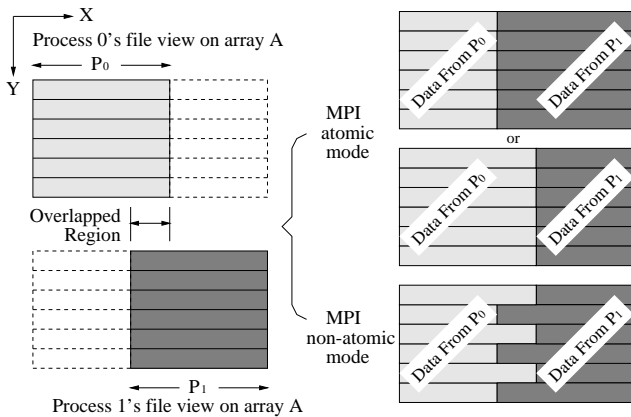 X
Process 0's file view on array A
P0
Y
Overlapped
Region
P1
Process 1's file view on array A
MPI
atomic
mode
MPI
non-atomic
mode
Data From P0
Data From P1
or
Data From P0
Data From P1
Data From P0
Data From P1